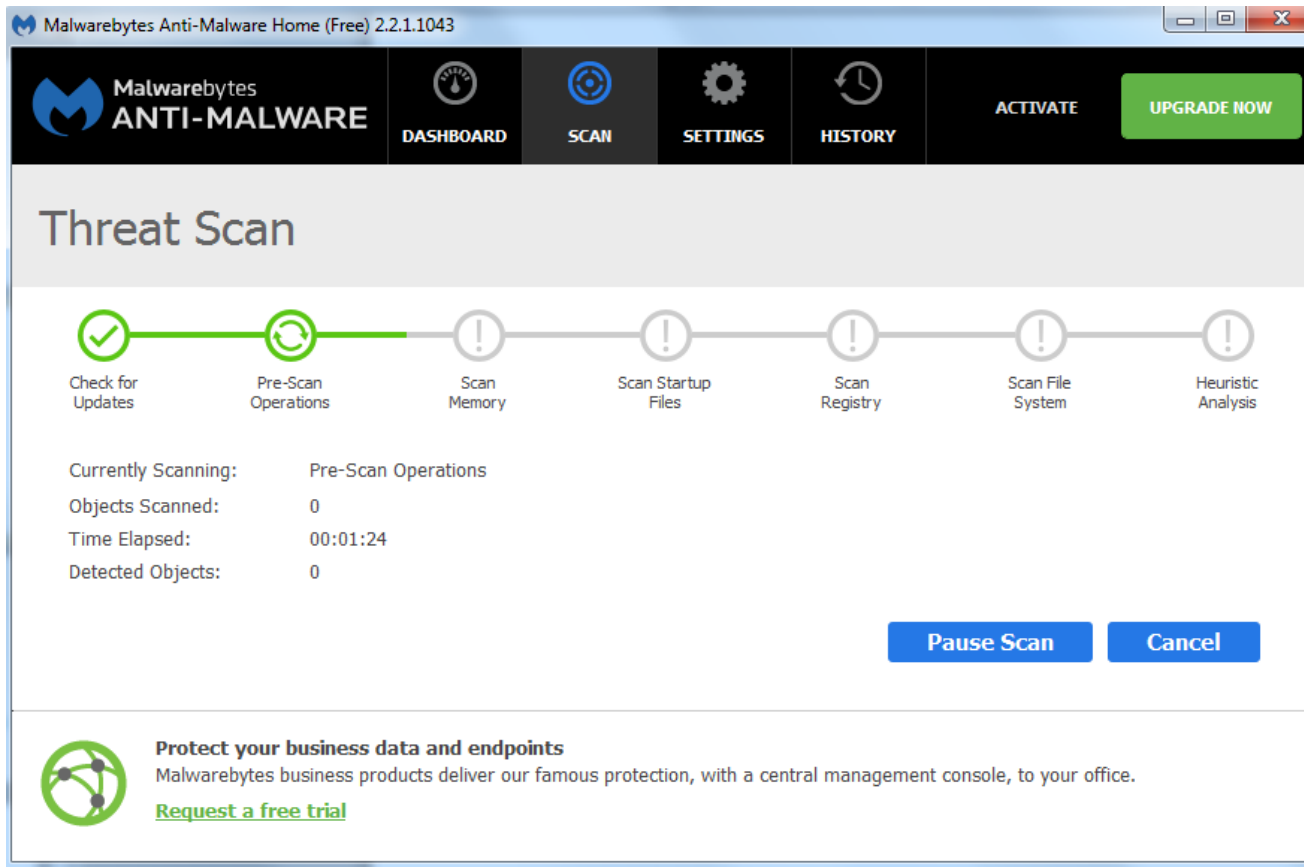 Malwarebytes Anti-Malware Home (Free) 2.2.1.1043
Malwarebytes
ANTI-MALWARE
DASHBOARD
SCAN
SETTINGS
HISTORY
ACTIVATE
UPGRADE NOW
Threat Scan
Check for
Updates
Pre-Scan
Operations
Scan
Memory
Scan Startup
Files
Scan
Registry
Scan File
System
Heuristic
Analysis
Currently Scanning: Pre-Scan Operations
Objects Scanned: 0
Time Elapsed: 00:01:24
Detected Objects: 0
Pause Scan
Cancel
Protect your business data and endpoints
Malwarebytes business products deliver our famous protection, with a central management console, to your office.
Request a free trial